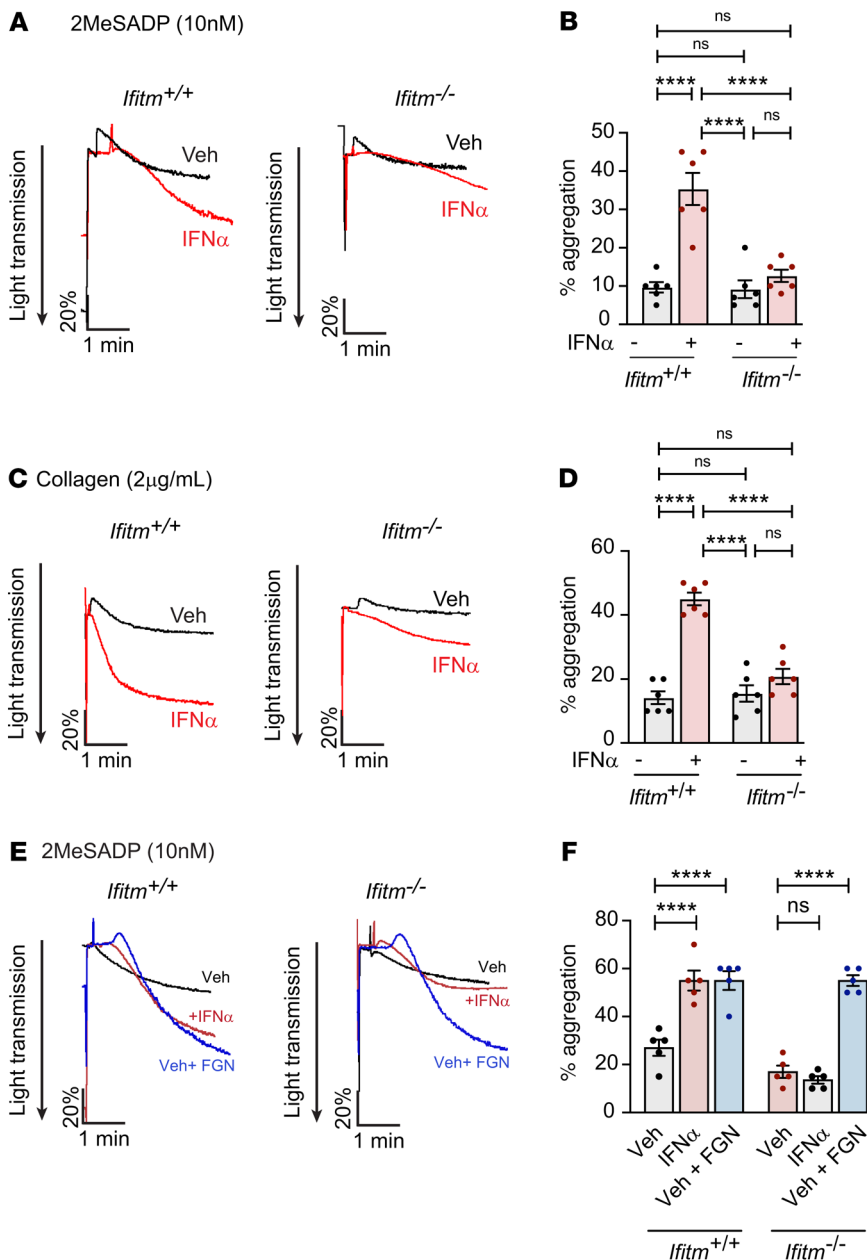 A 2MeSADP (10nM)
Ifitm+/+
Ifitm-/-
Light transmission
Veh
IFNα
20%
1 min
Light transmission
Veh
IFNα
20%
1 min
B
ns
ns
**** ****
**** ns
% aggregation
50
40
30
20
10
0
IFNα - + - +
Ifitm+/+ Ifitm-/-
C Collagen (2µg/mL)
Ifitm+/+
Ifitm-/-
Light transmission
Veh
IFNα
20%
1 min
Light transmission
Veh
IFNα
20%
1 min
D
ns
ns
**** ****
**** ns
% aggregation
60
40
20
0
IFNα - + - +
Ifitm+/+ Ifitm-/-
E 2MeSADP (10nM)
Ifitm+/+
Ifitm-/-
Light transmission
Veh
+IFNα
Veh+ FGN
20%
1 min
Light transmission
Veh
+IFNα
Veh+ FGN
20%
1 min
F
**** ****
**** ns
% aggregation
80
60
40
20
0
Veh IFNα Veh + FGN Veh IFNα Veh + FGN
Ifitm+/+ Ifitm-/-